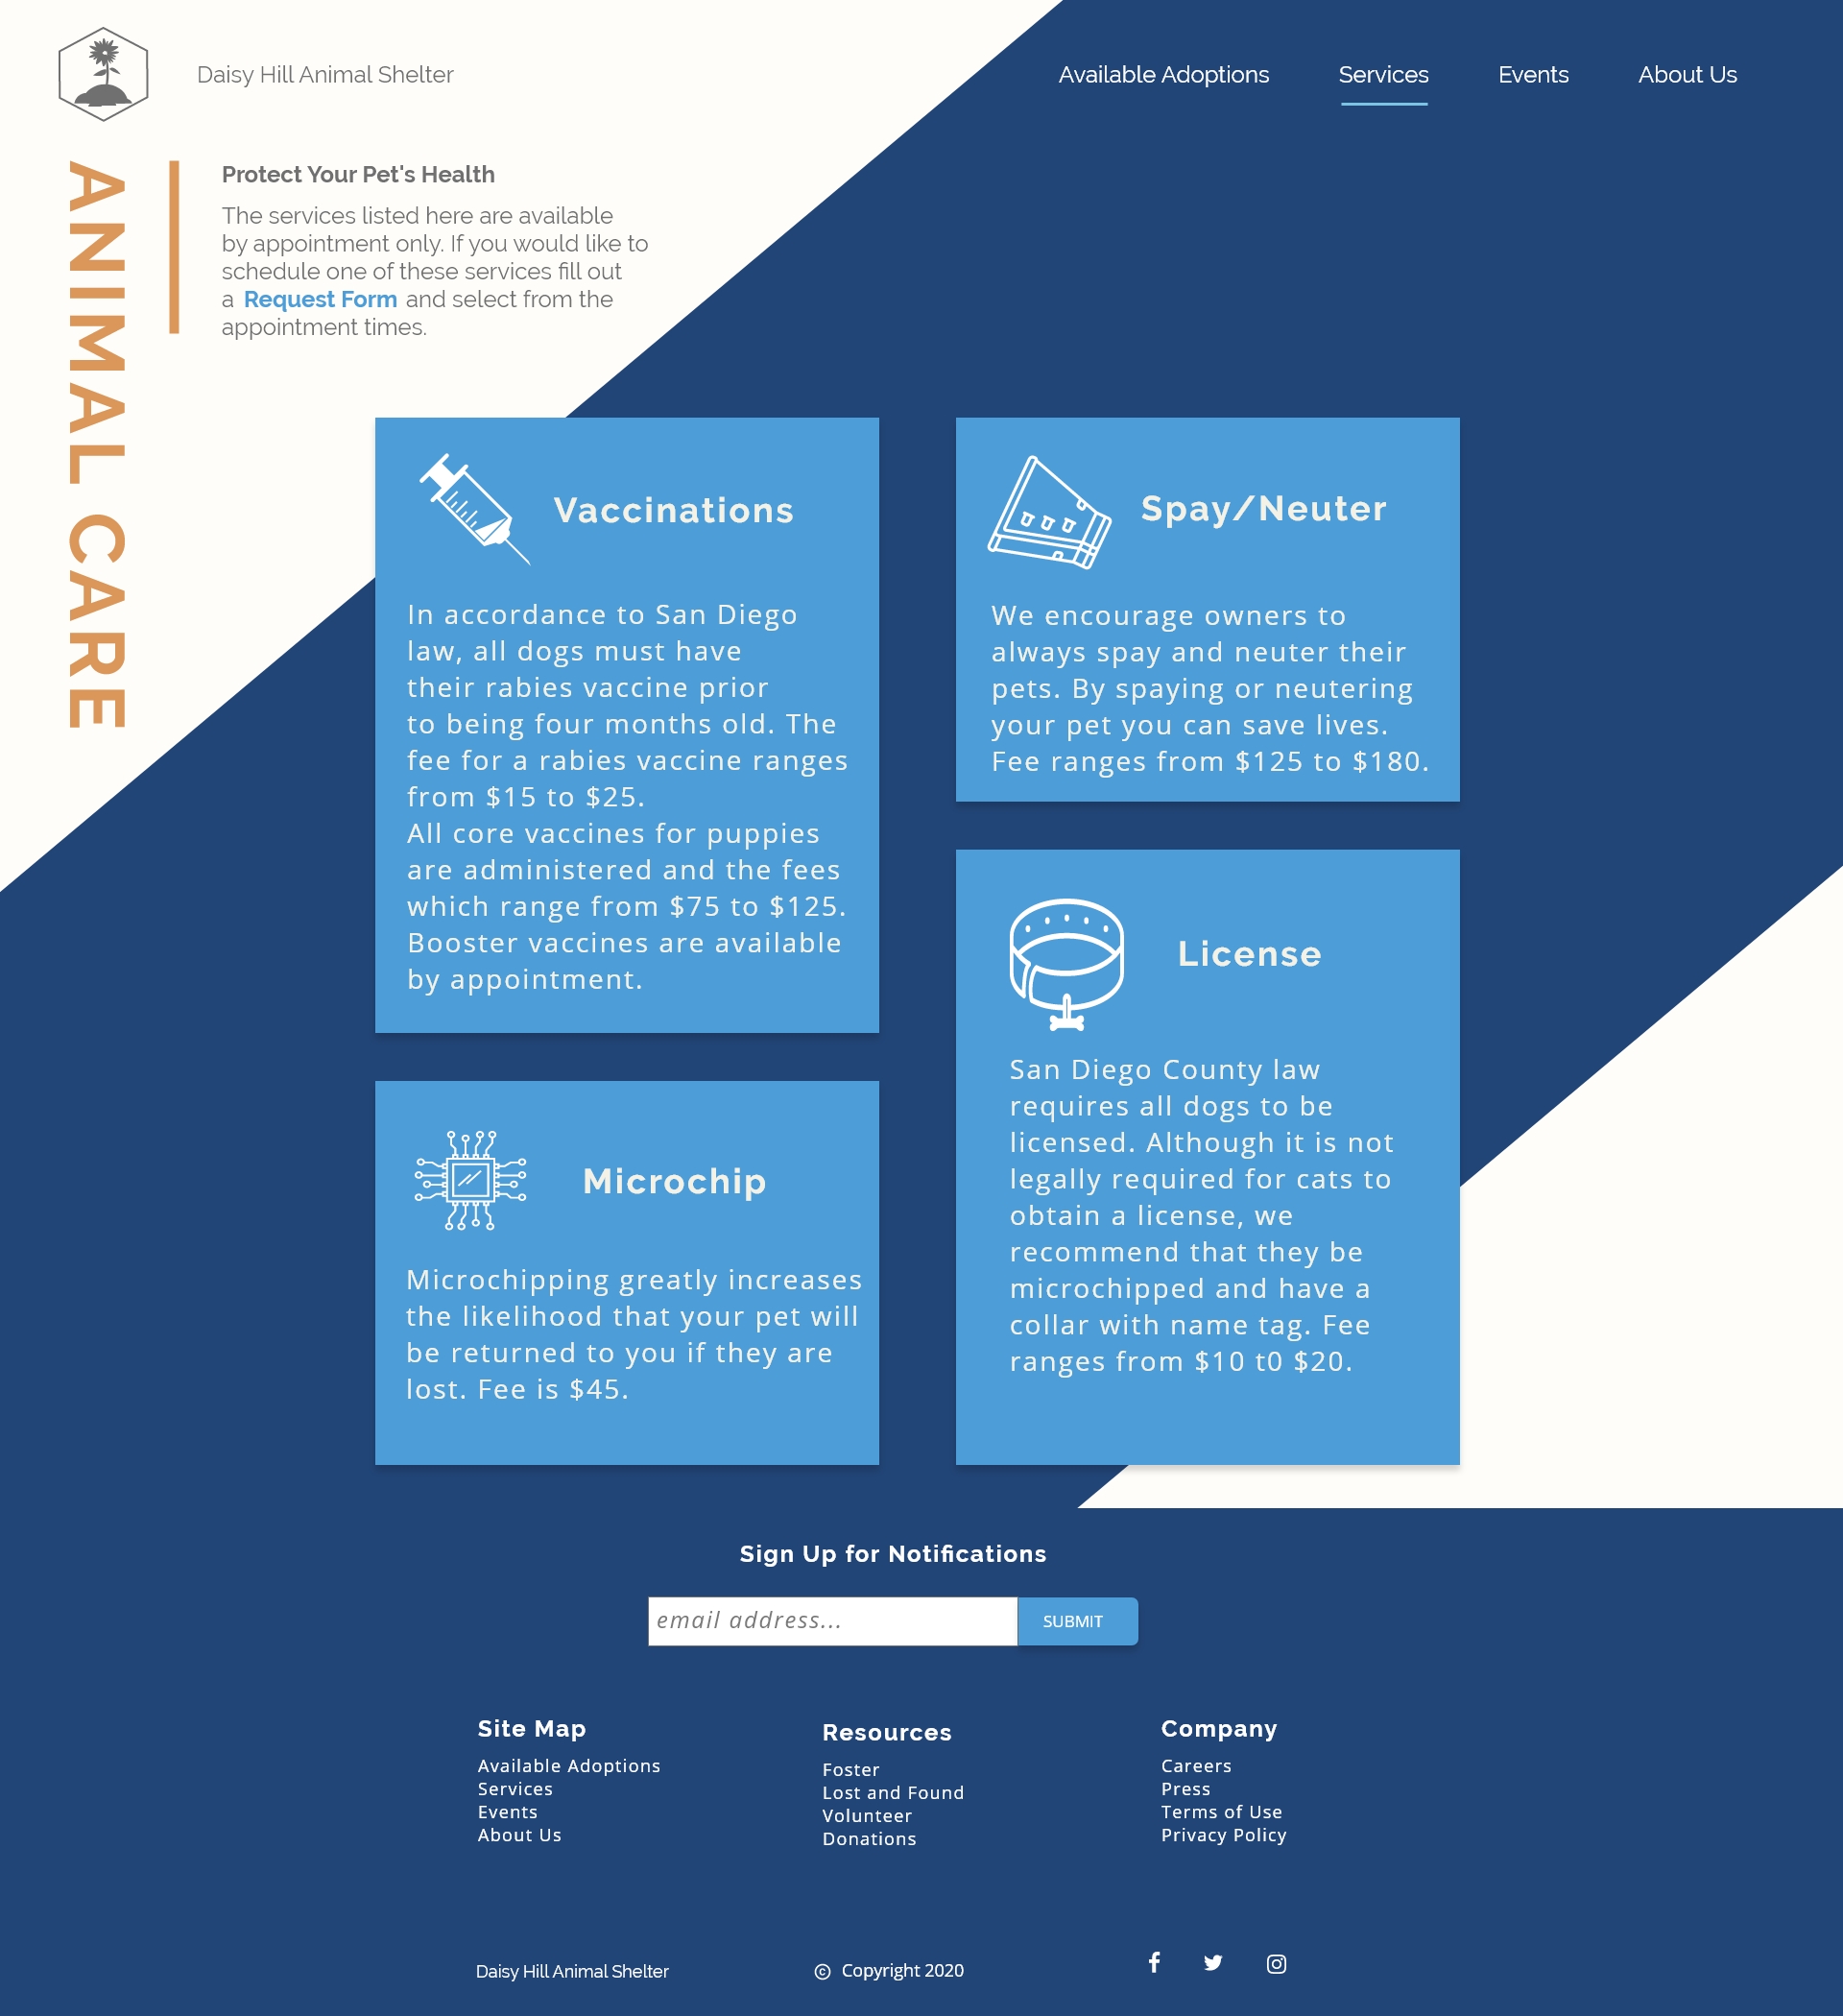 Daisy Hill Animal Shelter
Available Adoptions
Services
Events
About Us
ANIMAL CARE
Protect Your Pet's Health
The services listed here are available
by appointment only. If you would like to
schedule one of these services fill out
a Request Form and select from the
appointment times.
Vaccinations
In accordance to San Diego
law, all dogs must have
their rabies vaccine prior
to being four months old. The
fee for a rabies vaccine ranges
from $15 to $25.
All core vaccines for puppies
are administered and the fees
which range from $75 to $125.
Booster vaccines are available
by appointment.
Spay/Neuter
We encourage owners to
always spay and neuter their
pets. By spaying or neutering
your pet you can save lives.
Fee ranges from $125 to $180.
Microchip
Microchipping greatly increases
the likelihood that your pet will
be returned to you if they are
lost. Fee is $45.
License
San Diego County law
requires all dogs to be
licensed. Although it is not
legally required for cats to
obtain a license, we
recommend that they be
microchipped and have a
collar with name tag. Fee
ranges from $10 t0 $20.
Sign Up for Notifications
email address...
SUBMIT
Site Map
Available Adoptions
Services
Events
About Us
Resources
Foster
Lost and Found
Volunteer
Donations
Company
Careers
Press
Terms of Use
Privacy Policy
Daisy Hill Animal Shelter
© Copyright 2020